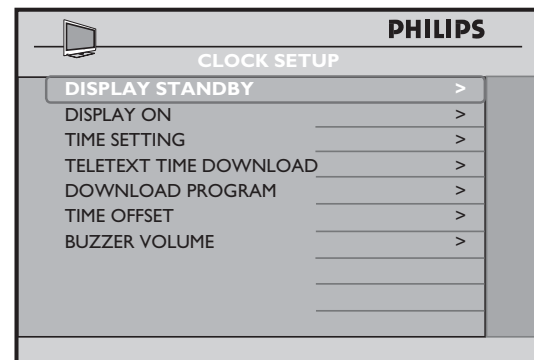 PHILIPS
CLOCK SETUP
DISPLAY STANDBY >
DISPLAY ON >
TIME SETTING >
TELETEXT TIME DOWNLOAD >
DOWNLOAD PROGRAM >
TIME OFFSET >
BUZZER VOLUME >